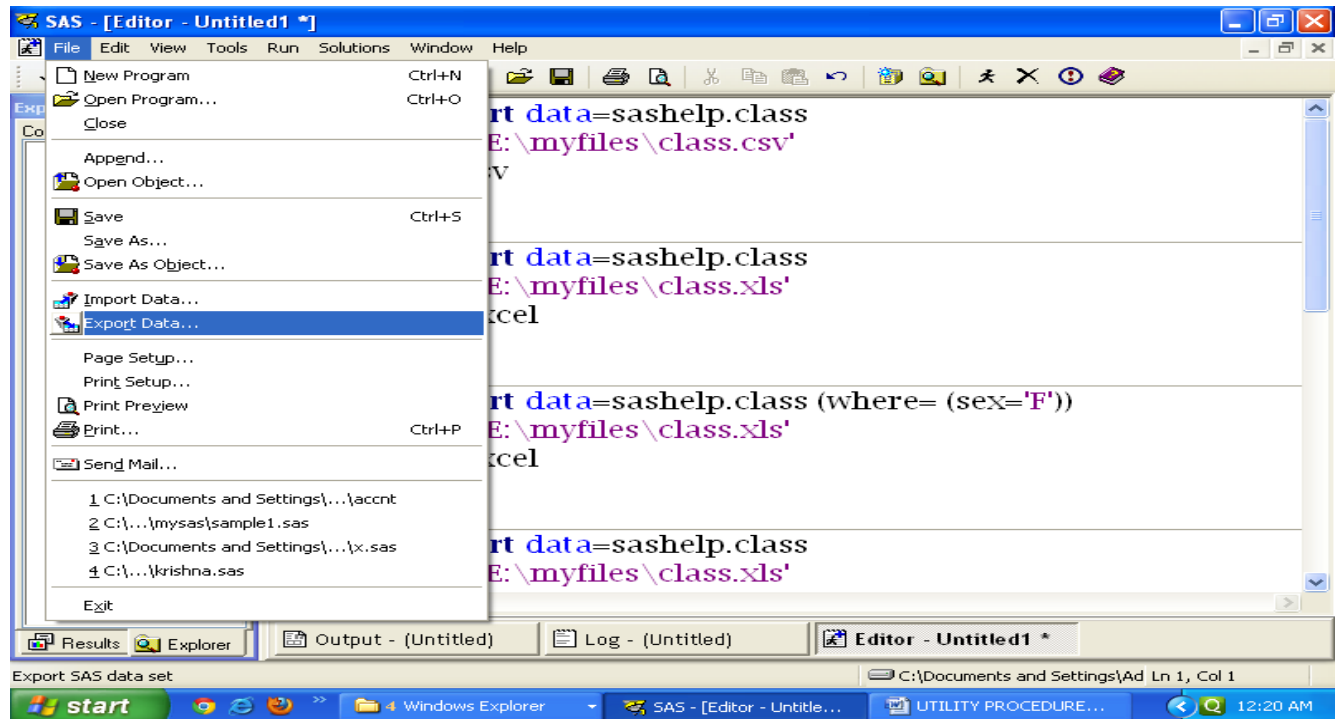 SAS - [Editor - Untitled1 *]
File Edit View Tools Run Solutions Window Help
New Program Ctrl+N
Open Program... Ctrl+O
Close
Append...
Open Object...
Save Ctrl+S
Save As...
Save As Object...
Import Data...
Export Data...
Page Setup...
Print Setup...
Print Preview
Print... Ctrl+P
Send Mail...
1 C:\Documents and Settings\...\accnt
2 C:\...\mysas\sample1.sas
3 C:\Documents and Settings\...\x.sas
4 C:\...\krishna.sas
Exit
Exp
Co
rt data=sashelp.class
E:\myfiles\class.csv'
v
rt data=sashelp.class
E:\myfiles\class.xls'
xcel
rt data=sashelp.class (where= (sex='F'))
E:\myfiles\class.xls'
xcel
rt data=sashelp.class
E:\myfiles\class.xls'
Results Explorer Output - (Untitled) Log - (Untitled) Editor - Untitled1 *
Export SAS data set C:\Documents and Settings\Ad Ln 1, Col 1
start 4 Windows Explorer SAS - [Editor - Untitle... UTILITY PROCEDURE... 12:20 AM